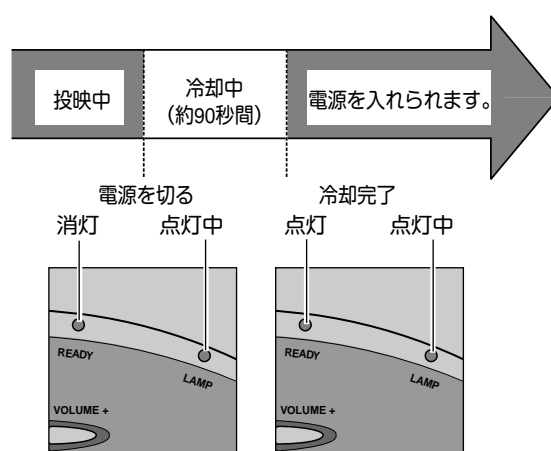 投映中
冷却中
（約90秒間）
電源を入れられます。
電源を切る
冷却完了
消灯
点灯中
点灯
点灯中
READY
LAMP
VOLUME +
READY
LAMP
VOLUME +